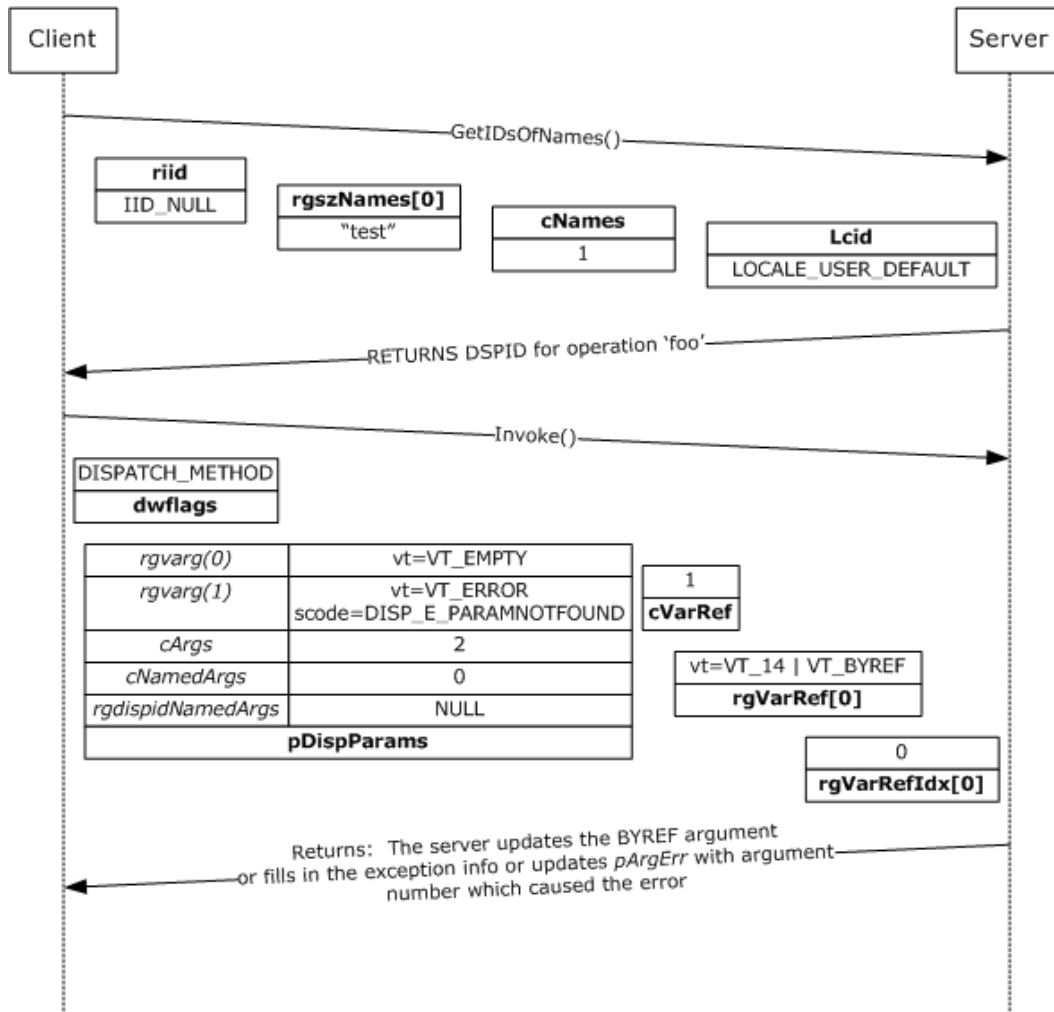 Client
Server
GetIDsOfNames()
riid
IID_NULL
rgszNames[0]
“test”
cNames
1
Lcid
LOCALE_USER_DEFAULT
RETURNS DSPID for operation ‘foo’
Invoke()
DISPATCH_METHOD
dwflags
rgvarg(0)
vt=VT_EMPTY
rgvarg(1)
vt=VT_ERROR
scode=DISP_E_PARAMNOTFOUND
cArgs
2
cNamedArgs
0
rgdispidNamedArgs
NULL
pDispParams
1
cVarRef
vt=VT_14 | VT_BYREF
rgVarRef[0]
0
rgVarRefIdx[0]
Returns: The server updates the BYREF argument
or fills in the exception info or updates pArgErr with argument
number which caused the error